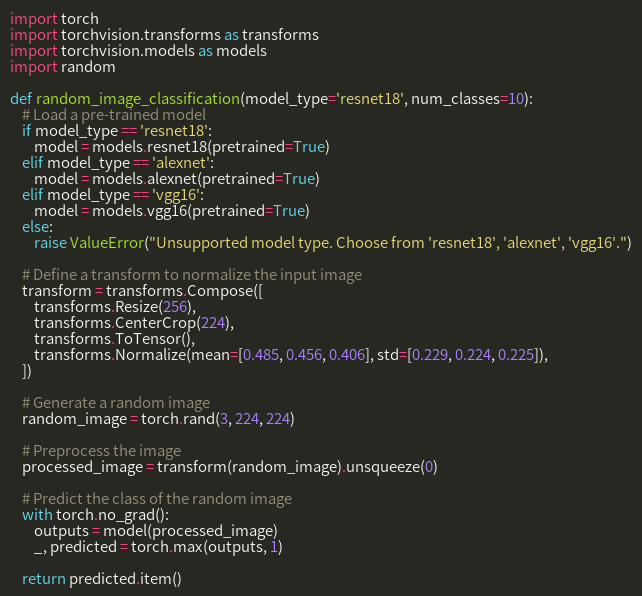 import torch
import torchvision.transforms as transforms
import torchvision.models as models
import random

def random_image_classification(model_type='resnet18', num_classes=10):
    # Load a pre-trained model
    if model_type == 'resnet18':
        model = models.resnet18(pretrained=True)
    elif model_type == 'alexnet':
        model = models.alexnet(pretrained=True)
    elif model_type == 'vgg16':
        model = models.vgg16(pretrained=True)
    else:
        raise ValueError("Unsupported model type. Choose from 'resnet18', 'alexnet', 'vgg16'.")

    # Define a transform to normalize the input image
    transform = transforms.Compose([
        transforms.Resize(256),
        transforms.CenterCrop(224),
        transforms.ToTensor(),
        transforms.Normalize(mean=[0.485, 0.456, 0.406], std=[0.229, 0.224, 0.225]),
    ])

    # Generate a random image
    random_image = torch.rand(3, 224, 224)

    # Preprocess the image
    processed_image = transform(random_image).unsqueeze(0)

    # Predict the class of the random image
    with torch.no_grad():
        outputs = model(processed_image)
        _, predicted = torch.max(outputs, 1)

    return predicted.item()